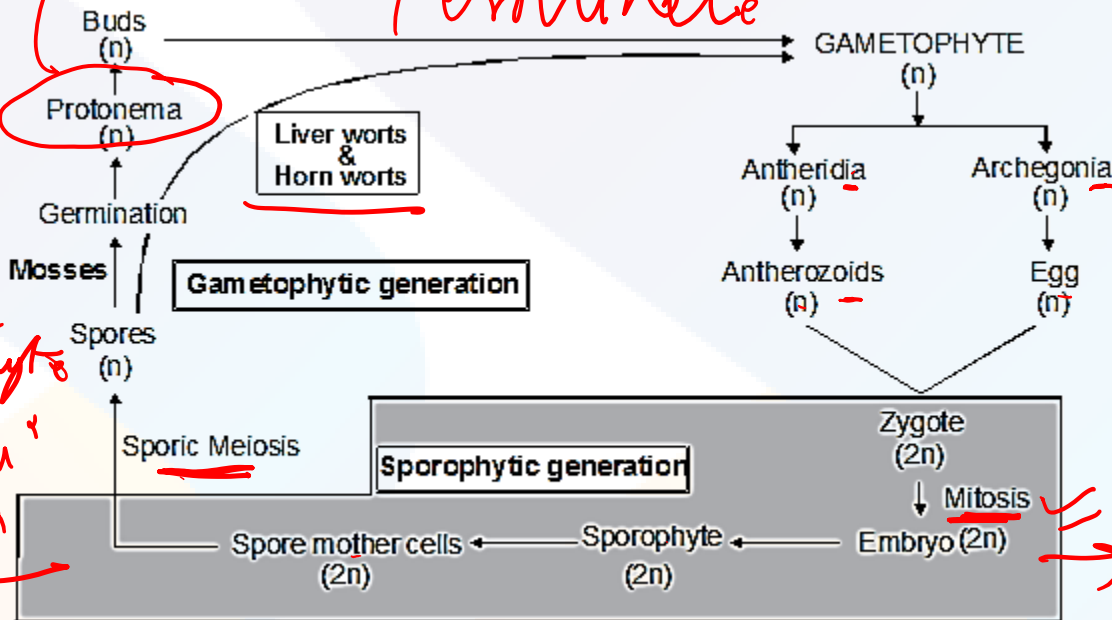 Buds
(n)
GAMETOPHYTE
(n)
Protonema
(n)
Liver worts
&
Horn worts
Antheridia
(n)
Archegonia
(n)
Germination
Mosses
Gametophytic generation
Antherozoids
(n)
Egg
(n)
Spores
(n)
Zygote
(2n)
Sporic Meiosis
Sporophytic generation
Mitosis
Embryo (2n)
Sporophyte
(2n)
Spore mother cells
(2n)